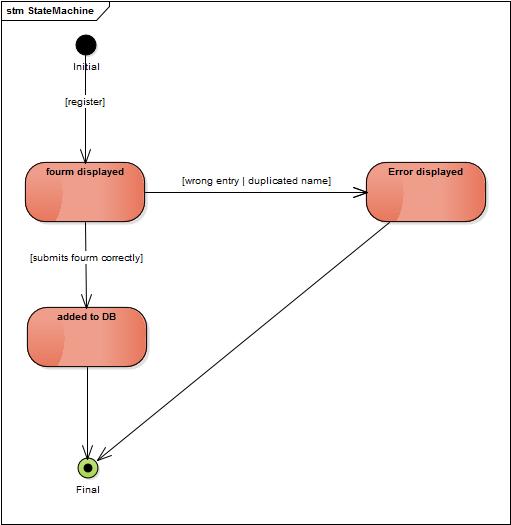 stm StateMachine
Initial
[register]
fourm displayed
[wrong entry | duplicated name]
Error displayed
[submits fourm correctly]
added to DB
Final